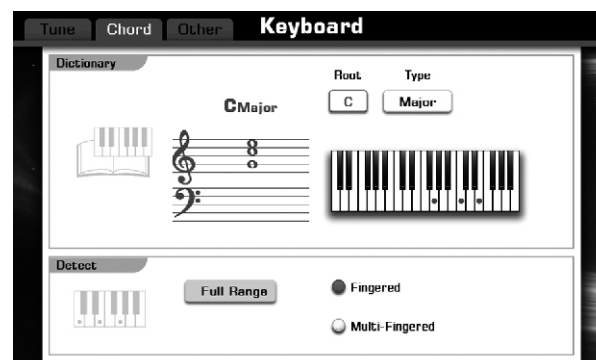 Tune Chord Other Keyboard
Dictionary
Root Type
CMajor C Major
Detect
Full Range Fingered
Multi-Fingered